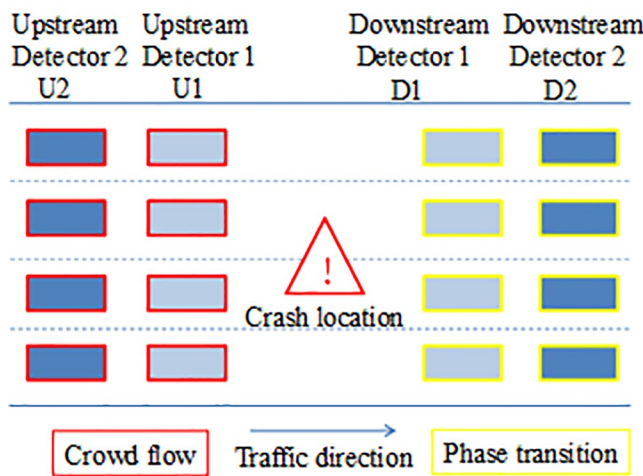 Upstream
Detector 2
U2
Upstream
Detector 1
U1
Downstream
Detector 1
D1
Downstream
Detector 2
D2
!
Crash location
Crowd flow
Traffic direction
Phase transition